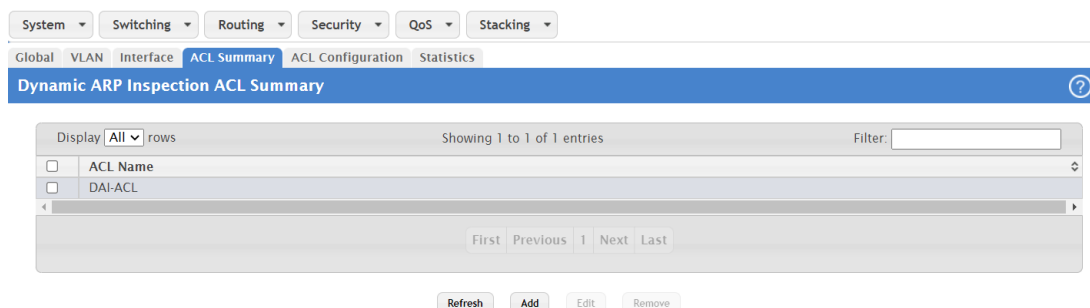 System Switching Routing Security QoS Stacking
Global VLAN Interface ACL Summary ACL Configuration Statistics
Dynamic ARP Inspection ACL Summary ?
Display All rows Showing 1 to 1 of 1 entries Filter:
ACL Name
DAI-ACL
First Previous 1 Next Last
Refresh Add Edit Remove